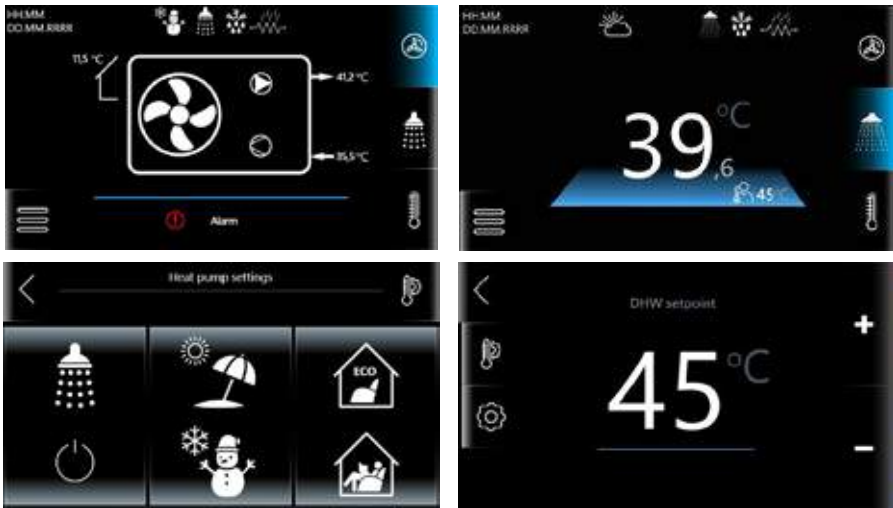 HH:MM
DD.MM.RRRR
11,5 °C
41,2 °C
35,5 °C
Alarm
HH:MM
DD.MM.RRRR
39,6 °C
45 °C
Heat pump settings
ECO
DHW setpoint
45 °C
+
-